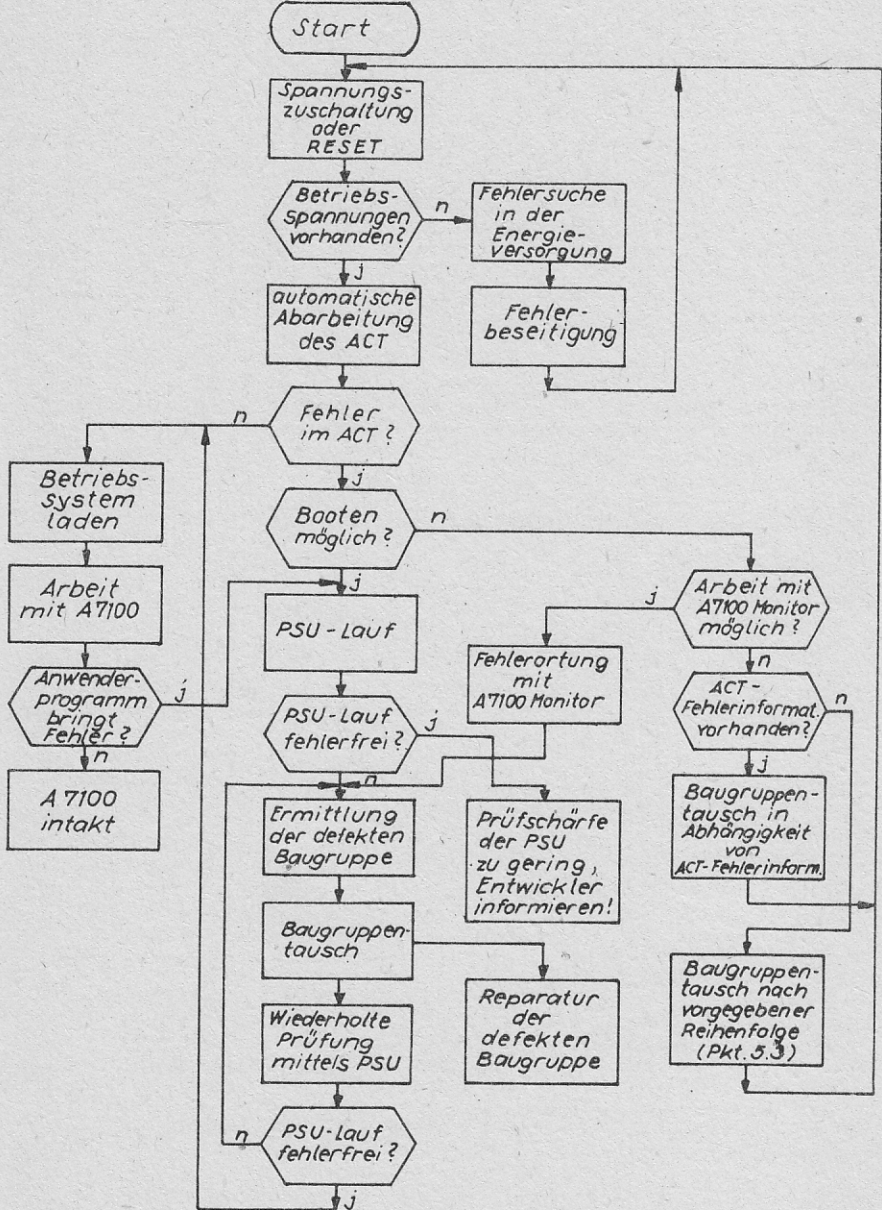 Start
Spannungs-
zuschaltung
oder
RESET
Betriebs-
spannungen
vorhanden?
n
j
Fehlersuche
in der
Energie-
versorgung
Fehler-
beseitigung
automatische
Abarbeitung
des ACT
Fehler
im ACT?
n
j
Betriebs-
system
laden
Arbeit
mit A7100
Anwender-
programm
bringt
Fehler?
j
n
A 7100
intakt
Booten
möglich?
n
j
PSU-Lauf
PSU-Lauf
fehlerfrei?
j
n
Arbeit mit
A7100 Monitor
möglich?
j
n
Fehlerortung
mit
A7100 Monitor
ACT-
Fehlerinformat.
vorhanden?
n
j
Ermittlung
der defekten
Baugruppe
Prüfschärfe
der PSU
zu gering,
Entwickler
informieren!
Baugruppen-
tausch in
Abhängigkeit
von
ACT-Fehlerinform.
Baugruppen-
tausch
Reparatur
der
defekten
Baugruppe
Baugruppen-
tausch nach
vorgegebener
Reihenfolge
(Pkt. 5.3)
Wiederholte
Prüfung
mittels PSU
PSU-Lauf
fehlerfrei?
n
j